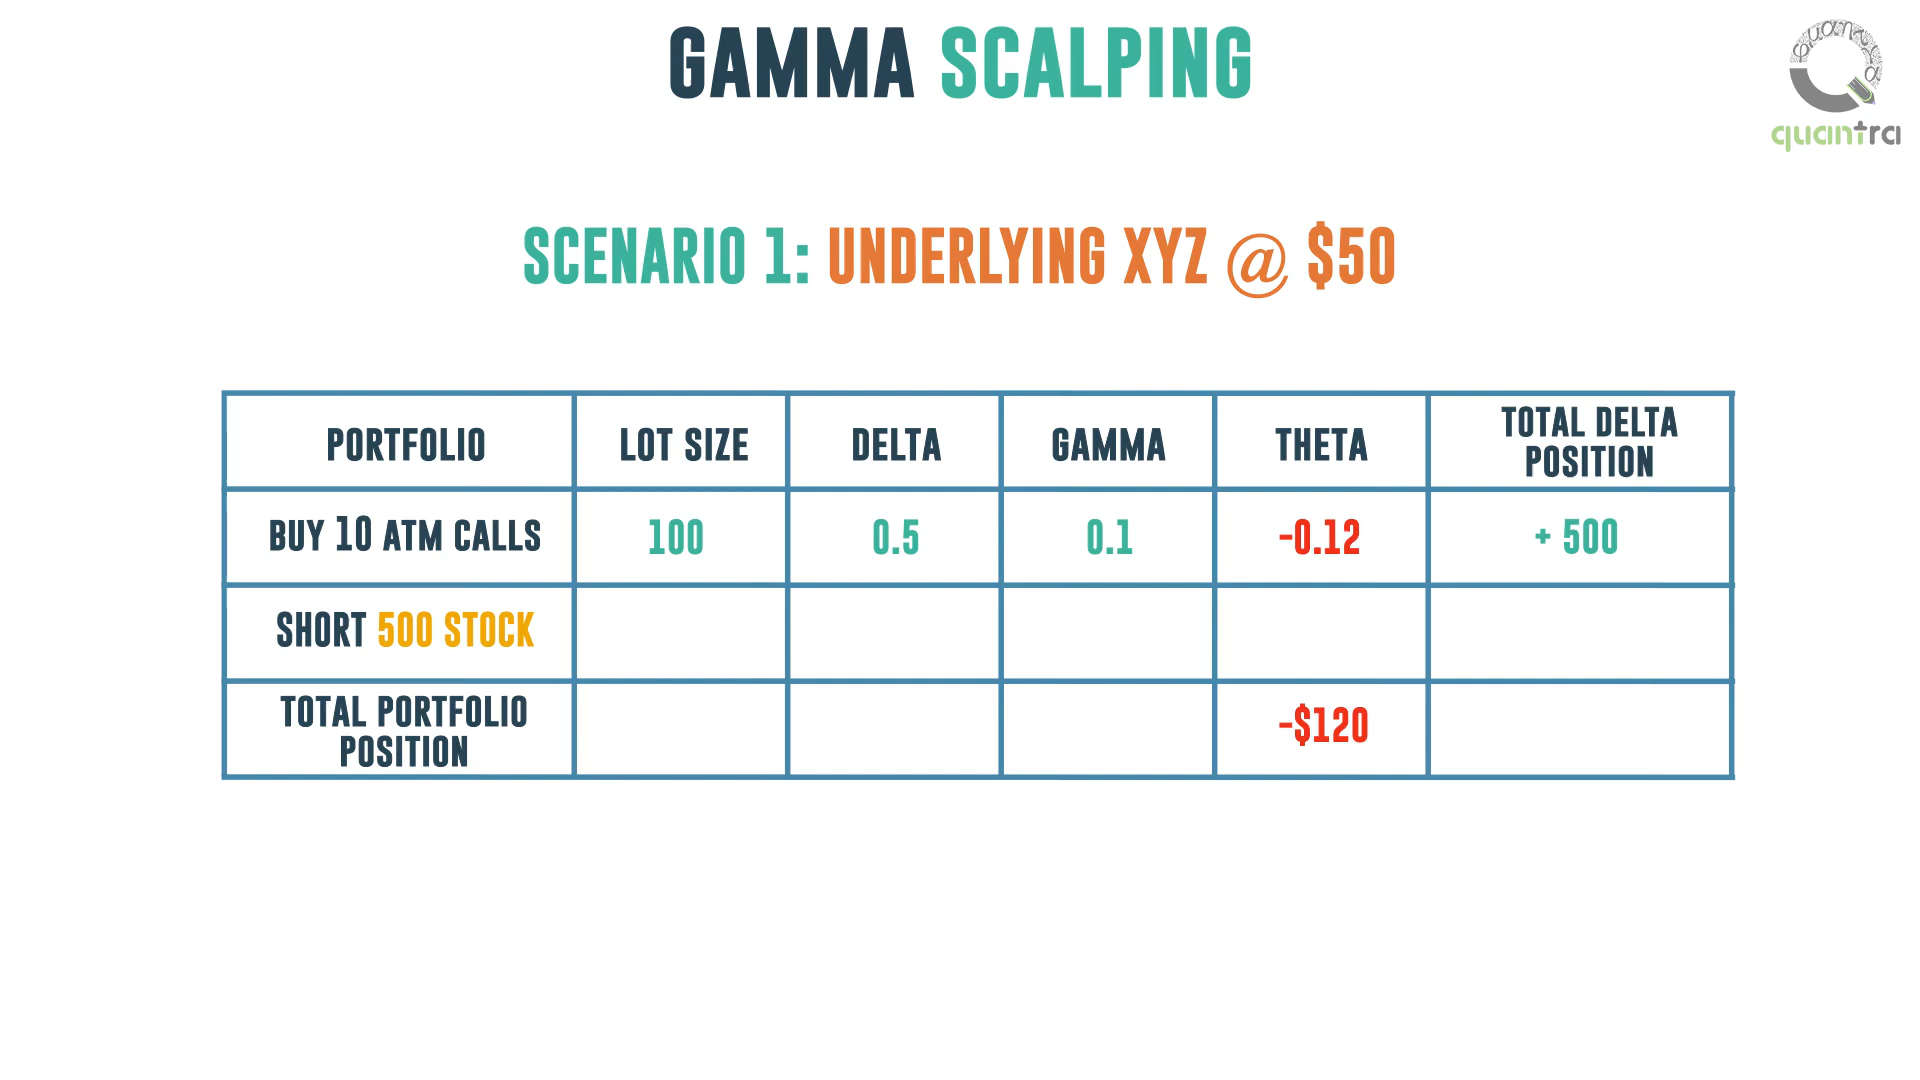 GAMMA SCALPING
quantra
SCENARIO 1: UNDERLYING XYZ @ $50
PORTFOLIO LOT SIZE DELTA GAMMA THETA TOTAL DELTA
POSITION
BUY 10 ATM CALLS 100 0.5 0.1 -0.12 + 500
SHORT 500 STOCK
TOTAL PORTFOLIO
POSITION -$120